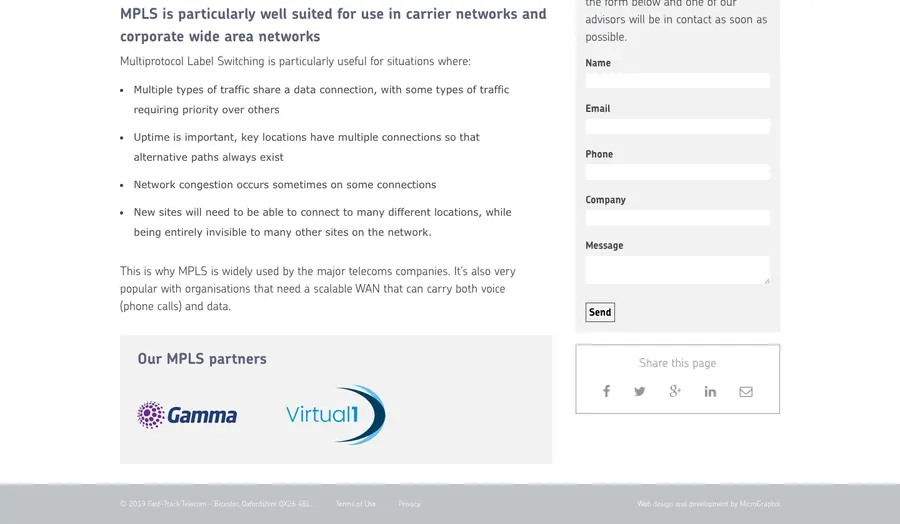 MPLS is particularly well suited for use in carrier networks and
corporate wide area networks
Multiprotocol Label Switching is particularly useful for situations where:
• Multiple types of traffic share a data connection, with some types of traffic
requiring priority over others
• Uptime is important, key locations have multiple connections so that
alternative paths always exist
• Network congestion occurs sometimes on some connections
• New sites will need to be able to connect to many different locations, while
being entirely invisible to many other sites on the network.
This is why MPLS is widely used by the major telecoms companies. It's also very
popular with organisations that need a scalable WAN that can carry both voice
(phone calls) and data.
Our MPLS partners
Gamma
Virtual1
the form below and one of our
advisors will be in contact as soon as
possible.
Name
Email
Phone
Company
Message
Send
Share this page
© 2019 Fast-Track Telecom - Bicester, Oxfordshire OX26 4BL
Terms of Use
Privacy
Web design and development by MicroGraphix